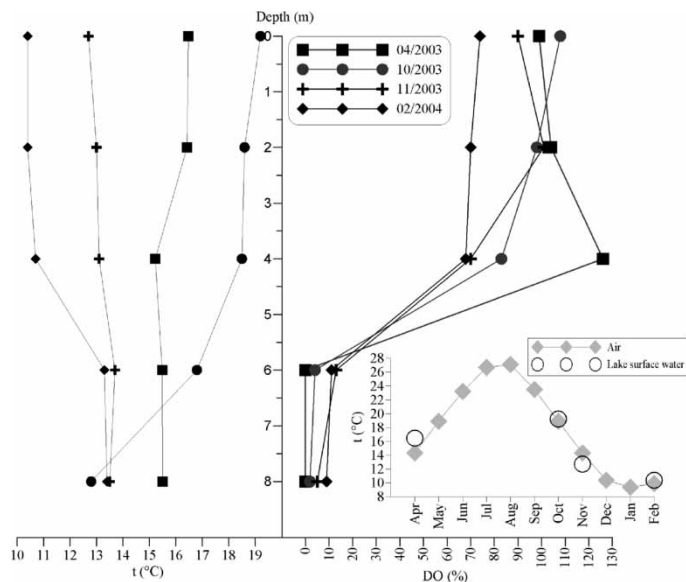 Depth (m)
0
1
2
3
4
5
6
7
8
04/2003
10/2003
11/2003
02/2004
Air
Lake surface water
t (°C)
28
26
24
22
20
18
16
14
12
10
8
Apr
May
Jun
Jul
Aug
Sep
Oct
Nov
Dec
Jan
Feb
10 11 12 13 14 15 16 17 18 19
t (°C)
0 10 20 30 40 50 60 70 80 90 100 110 120 130
DO (%)